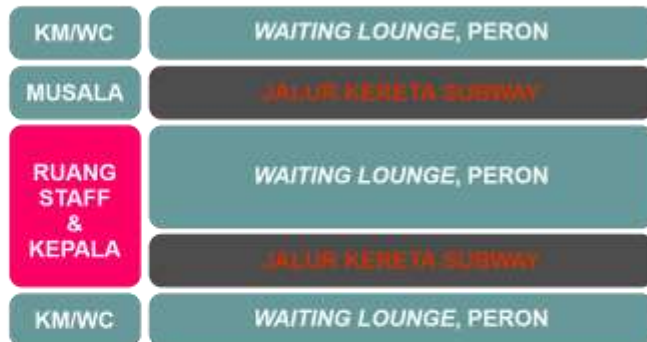 KM/WC
WAITING LOUNGE, PERON
MUSALA
JALUR KERETA SUBWAY
RUANG
STAFF
&
KEPALA
WAITING LOUNGE, PERON
JALUR KERETA SUBWAY
KM/WC
WAITING LOUNGE, PERON